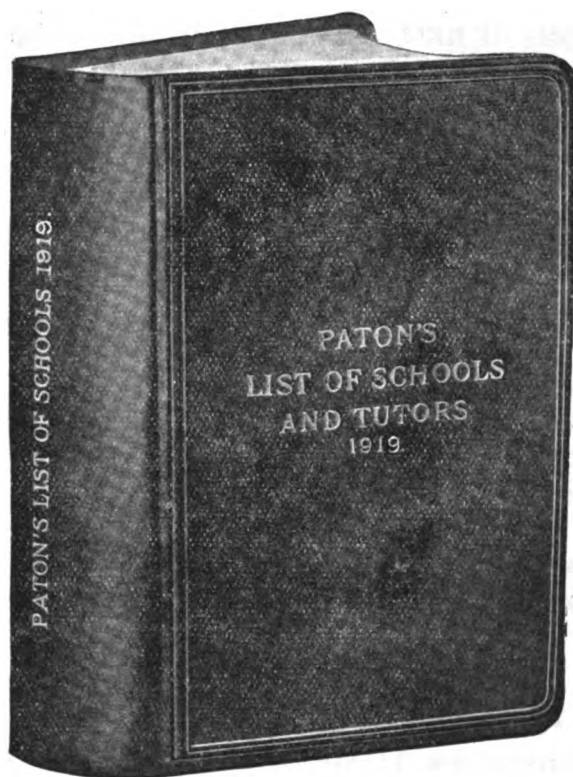 PATON'S LIST OF SCHOOLS 1919.
PATON'S
LIST OF SCHOOLS
AND TUTORS
1919.